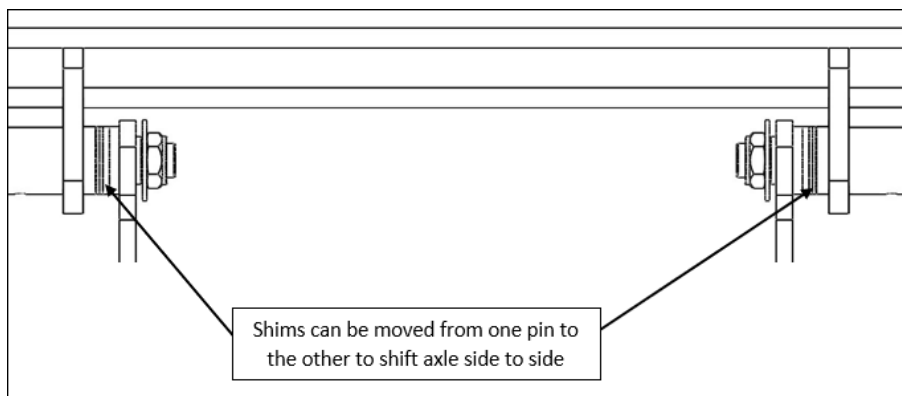 Shims can be moved from one pin to
the other to shift axle side to side